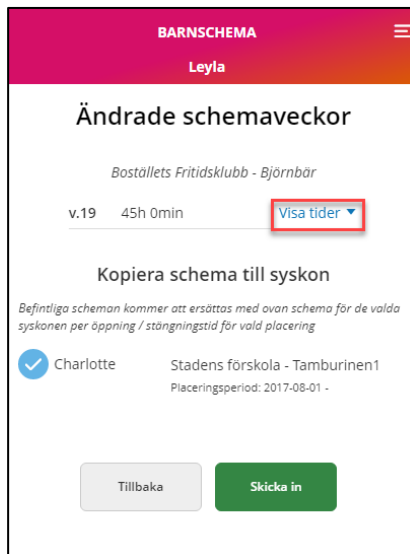 BARNSCHEMA
Leyla
Ändrade schemaveckor
Boställets Fritidsklubb - Björnbär
v.19 45h 0min Visa tider
Kopiera schema till syskon
Befintliga scheman kommer att ersättas med ovan schema för de valda
syskonen per öppning / stängningstid för vald placering
Charlotte Stadens förskola - Tamburinen1
Placeringsperiod: 2017-08-01 -
Tillbaka Skicka in